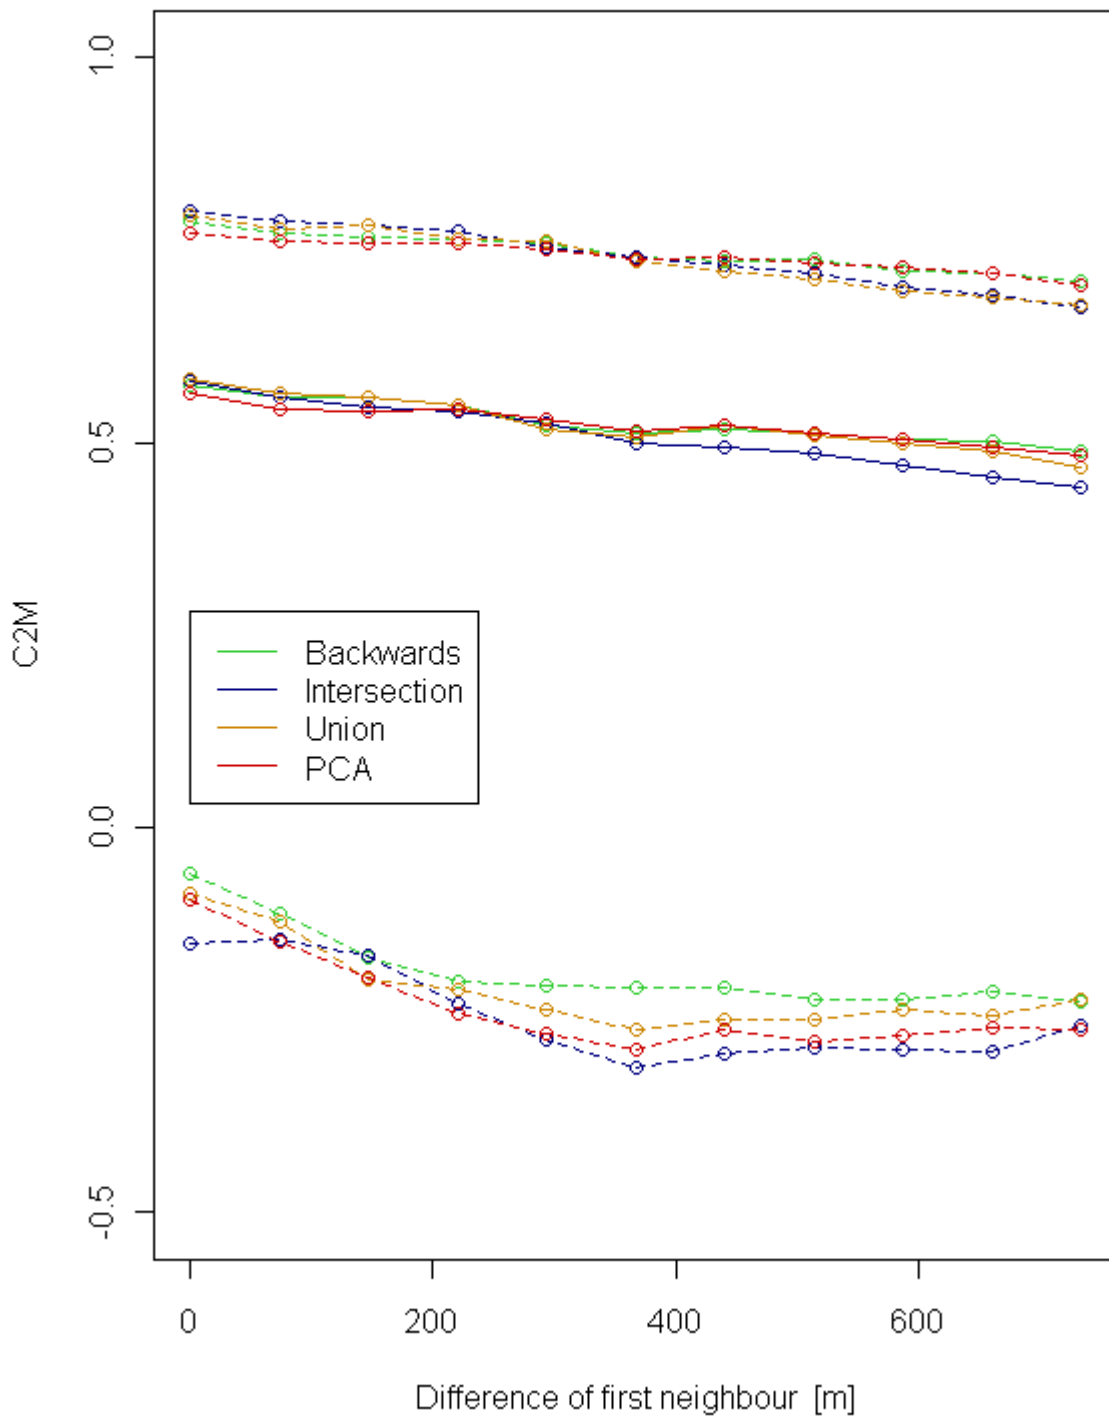 1.0
0.5
0.0
-0.5
C2M
Backwards
Intersection
Union
PCA
0 200 400 600
Difference of first neighbour [m]